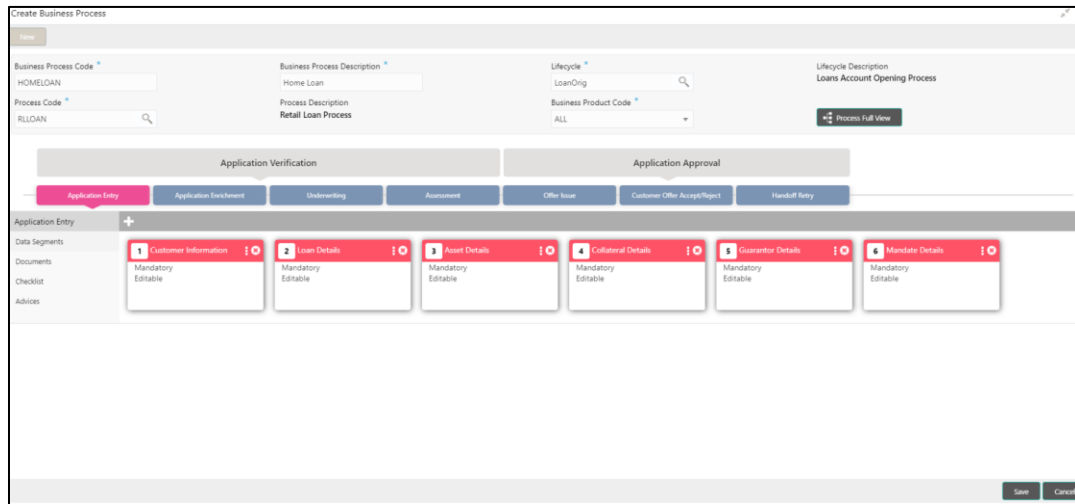 Create Business Process
New
Business Process Code *
Business Process Description *
Lifecycle *
Lifecycle Description
HOMELOAN
Home Loan
LoanOrig
Loans Account Opening Process
Process Code *
Process Description
Business Product Code *
RLLOAN
Retail Loan Process
ALL
Process Full View
Application Verification
Application Approval
Application Entry
Application Enrichment
Underwriting
Assessment
Offer Issue
Customer Offer Accept/Reject
Handoff Retry
Application Entry
Data Segments
Documents
Checklist
Advices
1 Customer Information
Mandatory
Editable
2 Loan Details
Mandatory
Editable
3 Asset Details
Mandatory
Editable
4 Collateral Details
Mandatory
Editable
5 Guarantor Details
Mandatory
Editable
6 Mandate Details
Mandatory
Editable
Save
Cancel